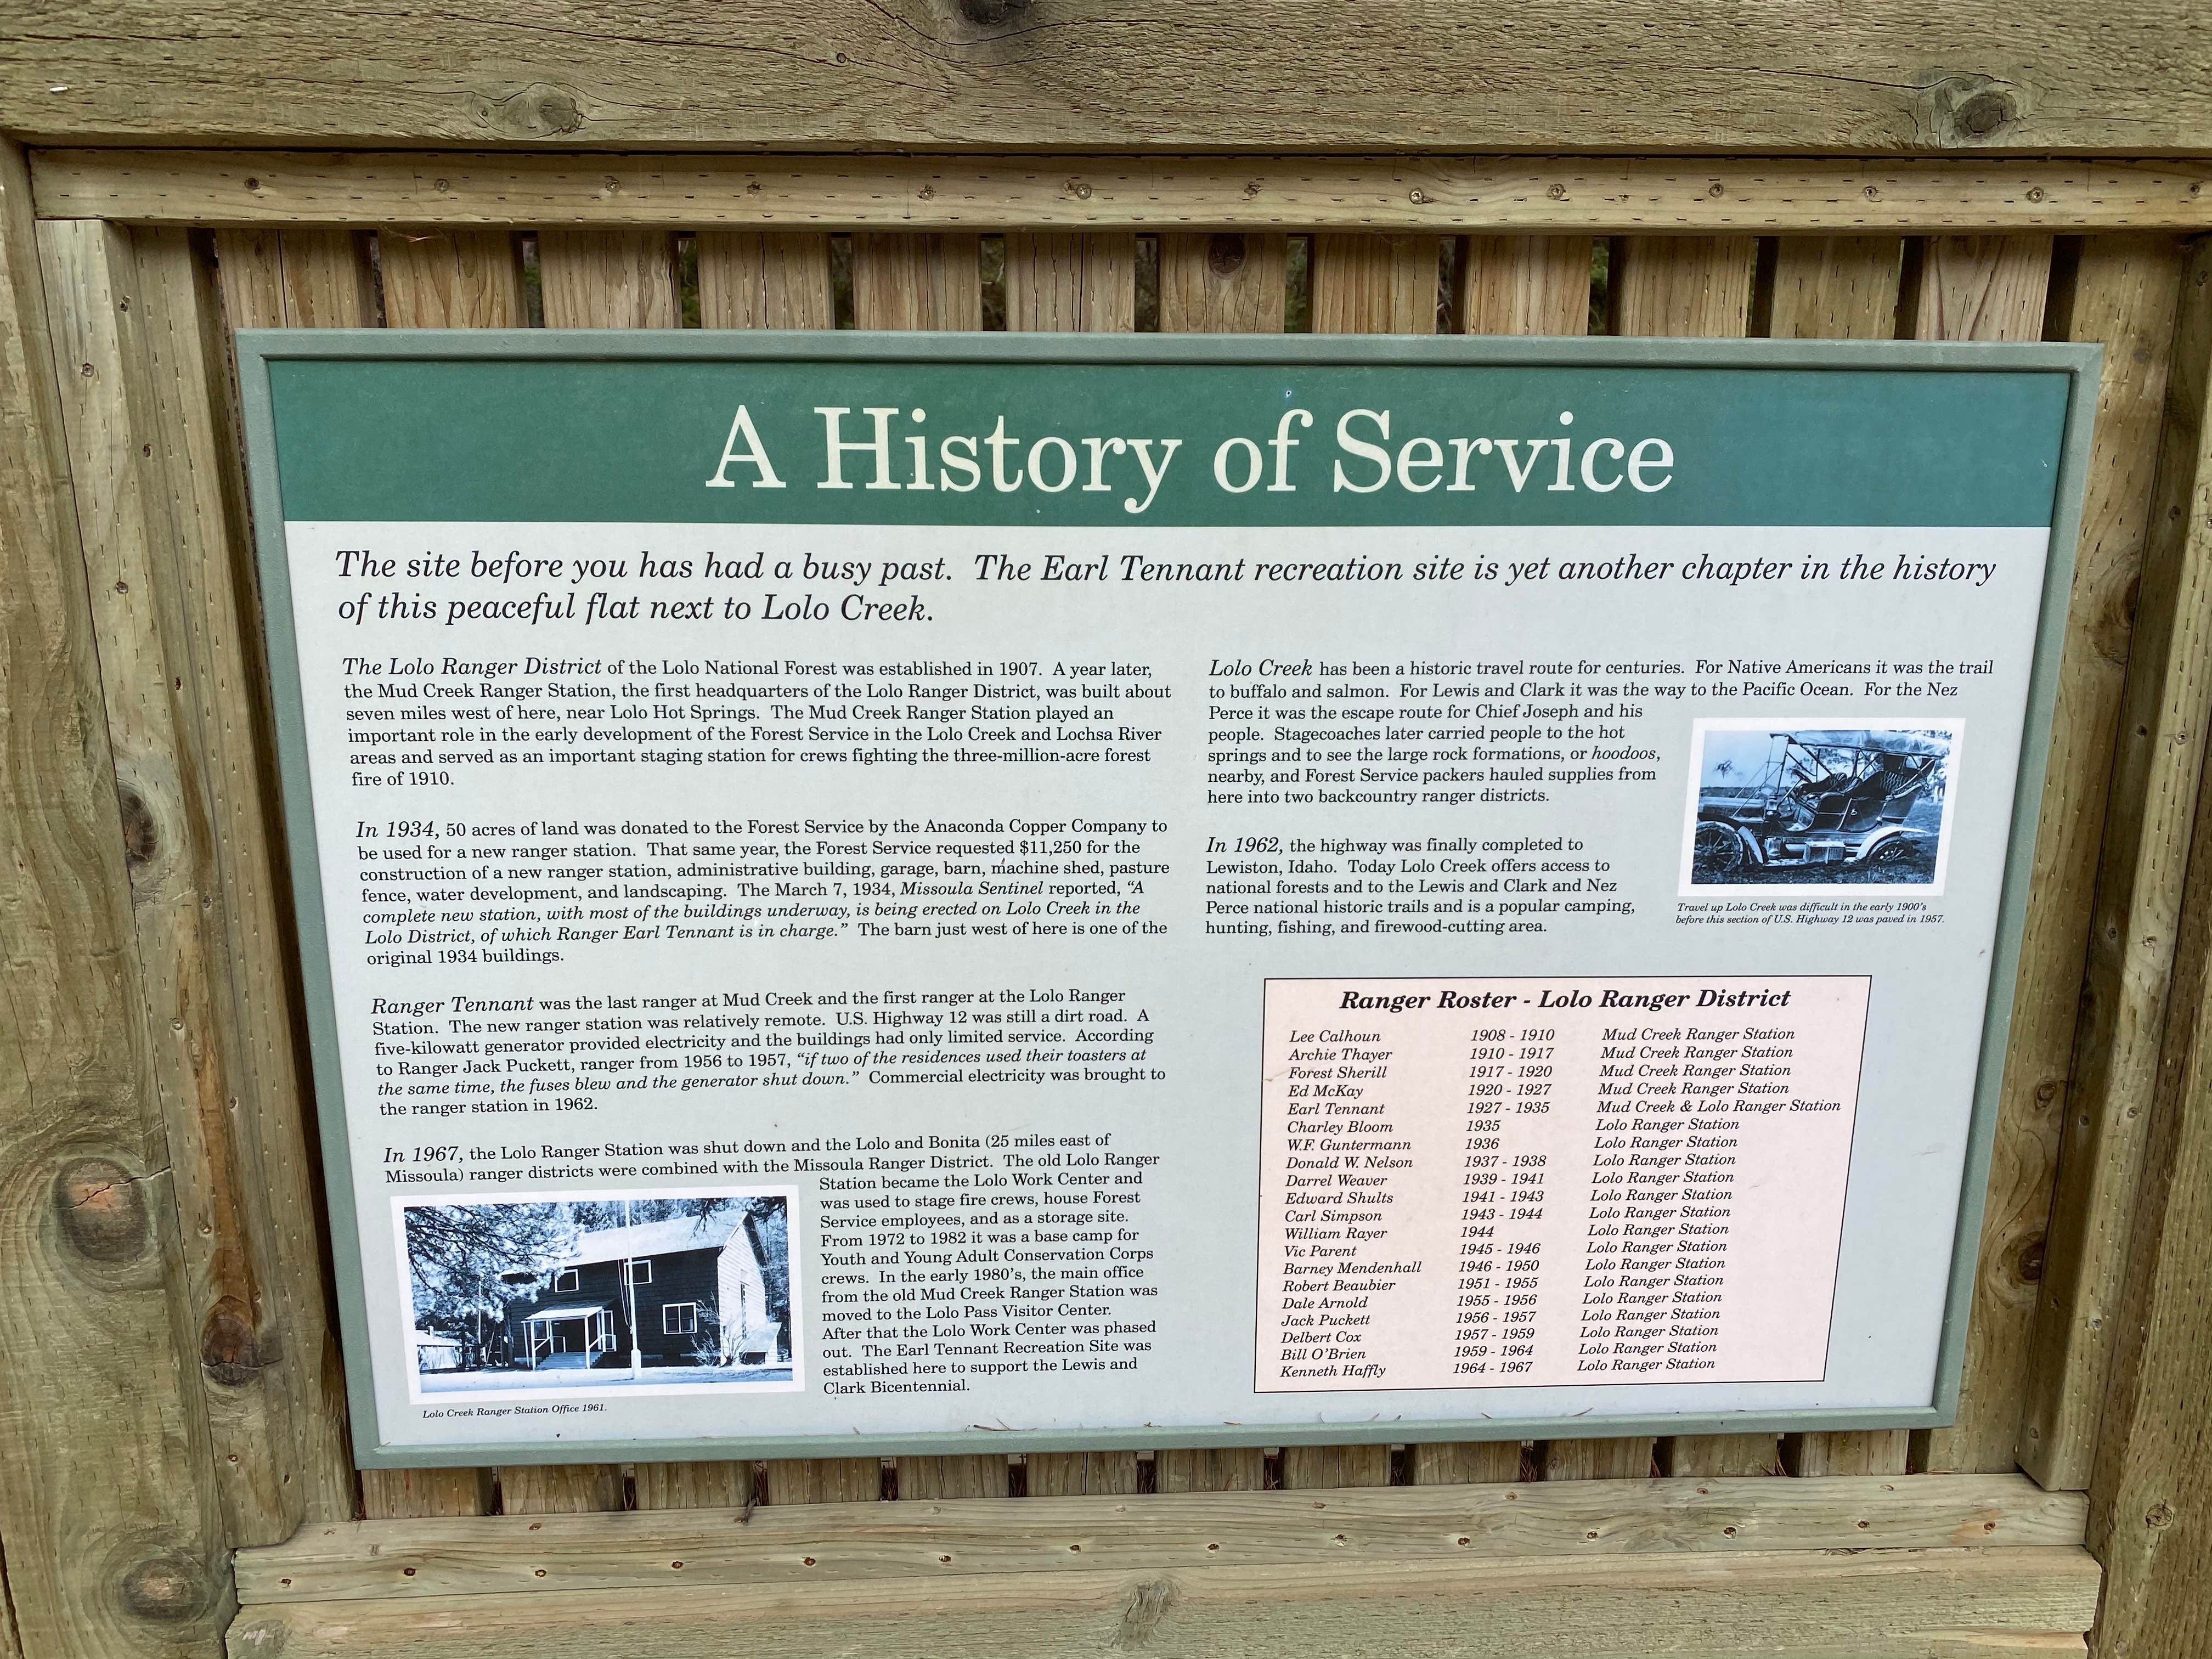 A History of Service
The site before you has had a busy past. The Earl Tennant recreation site is yet another chapter in the history
of this peaceful flat next to Lolo Creek.
The Lolo Ranger District of the Lolo National Forest was established in 1907. A year later,
the Mud Creek Ranger Station, the first headquarters of the Lolo Ranger District, was built about
seven miles west of here, near Lolo Hot Springs. The Mud Creek Ranger Station played an
important role in the early development of the Forest Service in the Lolo Creek and Lochsa River
areas and served as an important staging station for crews fighting the three-million-acre forest
fire of 1910.
In 1934, 50 acres of land was donated to the Forest Service by the Anaconda Copper Company to
be used for a new ranger station. That same year, the Forest Service requested $11,250 for the
construction of a new ranger station, administrative building, garage, barn, machine shed, pasture
fence, water development, and landscaping. The March 7, 1934, Missoula Sentinel reported, “A
complete new station, with most of the buildings underway, is being erected on Lolo Creek in the
Lolo District, of which Ranger Earl Tennant is in charge.” The barn just west of here is one of the
original 1934 buildings.
Ranger Tennant was the last ranger at Mud Creek and the first ranger at the Lolo Ranger
Station. The new ranger station was relatively remote. U.S. Highway 12 was still a dirt road. A
five-kilowatt generator provided electricity and the buildings had only limited service. According
to Ranger Jack Puckett, ranger from 1956 to 1957, “if two of the residences used their toasters at
the same time, the fuses blew and the generator shut down.” Commercial electricity was brought to
the ranger station in 1962.
In 1967, the Lolo Ranger Station was shut down and the Lolo and Bonita (25 miles east of
Missoula) ranger districts were combined with the Missoula Ranger District. The old Lolo Ranger
Station became the Lolo Work Center and
was used to stage fire crews, house Forest
Service employees, and as a storage site.
From 1972 to 1982 it was a base camp for
Youth and Young Adult Conservation Corps
crews. In the early 1980's, the main office
from the old Mud Creek Ranger Station was
moved to the Lolo Pass Visitor Center.
After that the Lolo Work Center was phased
out. The Earl Tennant Recreation Site was
established here to support the Lewis and
Clark Bicentennial.
Lolo Creek Ranger Station Office 1961.
Lolo Creek has been a historic travel route for centuries. For Native Americans it was the trail
to buffalo and salmon. For Lewis and Clark it was the way to the Pacific Ocean. For the Nez
Perce it was the escape route for Chief Joseph and his
people. Stagecoaches later carried people to the hot
springs and to see the large rock formations, or hoodoos,
nearby, and Forest Service packers hauled supplies from
here into two backcountry ranger districts.
In 1962, the highway was finally completed to
Lewiston, Idaho. Today Lolo Creek offers access to
national forests and to the Lewis and Clark and Nez
Perce national historic trails and is a popular camping,
hunting, fishing, and firewood-cutting area.
Travel up Lolo Creek was difficult in the early 1900's
before this section of U.S. Highway 12 was paved in 1957.
Ranger Roster - Lolo Ranger District
Lee Calhoun 1908 - 1910 Mud Creek Ranger Station
Archie Thayer 1910 - 1917 Mud Creek Ranger Station
Forest Sherill 1917 - 1920 Mud Creek Ranger Station
Ed McKay 1920 - 1927 Mud Creek Ranger Station
Earl Tennant 1927 - 1935 Mud Creek & Lolo Ranger Station
Charley Bloom 1935 Lolo Ranger Station
W.F. Guntermann 1936 Lolo Ranger Station
Donald W. Nelson 1937 - 1938 Lolo Ranger Station
Darrel Weaver 1939 - 1941 Lolo Ranger Station
Edward Shults 1941 - 1943 Lolo Ranger Station
Carl Simpson 1943 - 1944 Lolo Ranger Station
William Rayer 1944 Lolo Ranger Station
Vic Parent 1945 - 1946 Lolo Ranger Station
Barney Mendenhall 1946 - 1950 Lolo Ranger Station
Robert Beaubier 1951 - 1955 Lolo Ranger Station
Dale Arnold 1955 - 1956 Lolo Ranger Station
Jack Puckett 1956 - 1957 Lolo Ranger Station
Delbert Cox 1957 - 1959 Lolo Ranger Station
Bill O'Brien 1959 - 1964 Lolo Ranger Station
Kenneth Haffly 1964 - 1967 Lolo Ranger Station